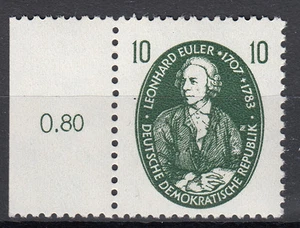 0.80
10 10
LEONHARD EULER *1707 +1783
DEUTSCHE DEMOKRATISCHE REPUBLIK